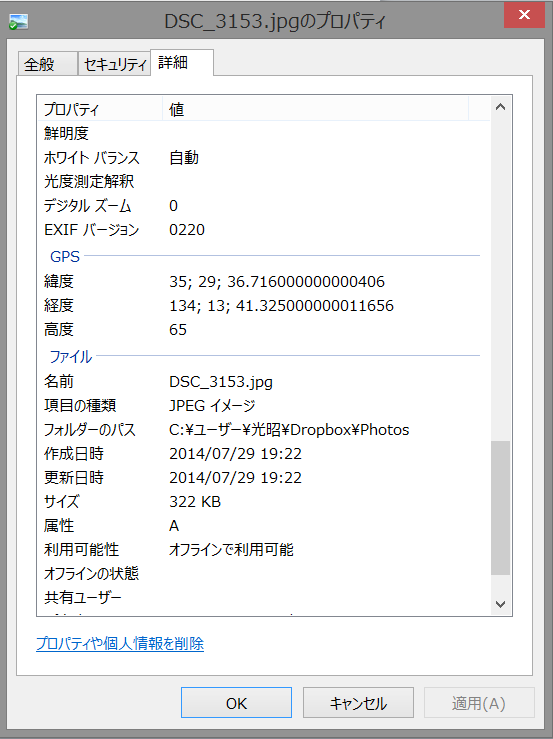 DSC_3153.jpgのプロパティ
全般 セキュリティ 詳細
プロパティ 値
鮮明度
ホワイト バランス 自動
光度測定解釈
デジタル ズーム 0
EXIF バージョン 0220
GPS
緯度 35; 29; 36.716000000000406
経度 134; 13; 41.325000000011656
高度 65
ファイル
名前 DSC_3153.jpg
項目の種類 JPEG イメージ
フォルダーのパス C:¥ユーザー¥光昭¥Dropbox¥Photos
作成日時 2014/07/29 19:22
更新日時 2014/07/29 19:22
サイズ 322 KB
属性 A
利用可能性 オフラインで利用可能
オフラインの状態
共有ユーザー
プロパティや個人情報を削除
OK キャンセル 適用(A)